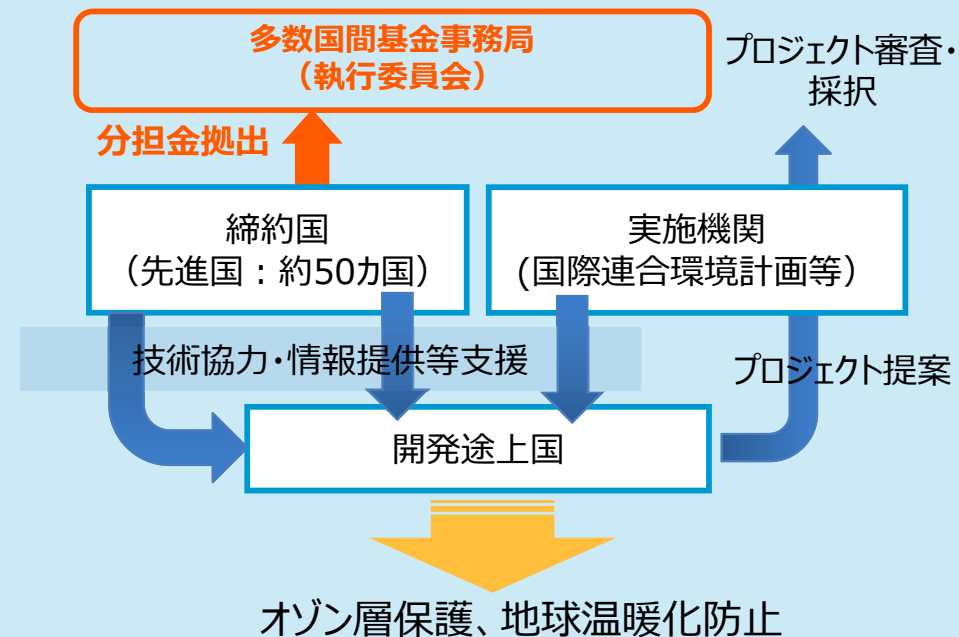 多数国間基金事務局
（執行委員会）
プロジェクト審査・
採択
分担金拠出
締約国
（先進国：約50カ国）
実施機関
(国際連合環境計画等）
技術協力・情報提供等支援
プロジェクト提案
開発途上国
オゾン層保護、地球温暖化防止